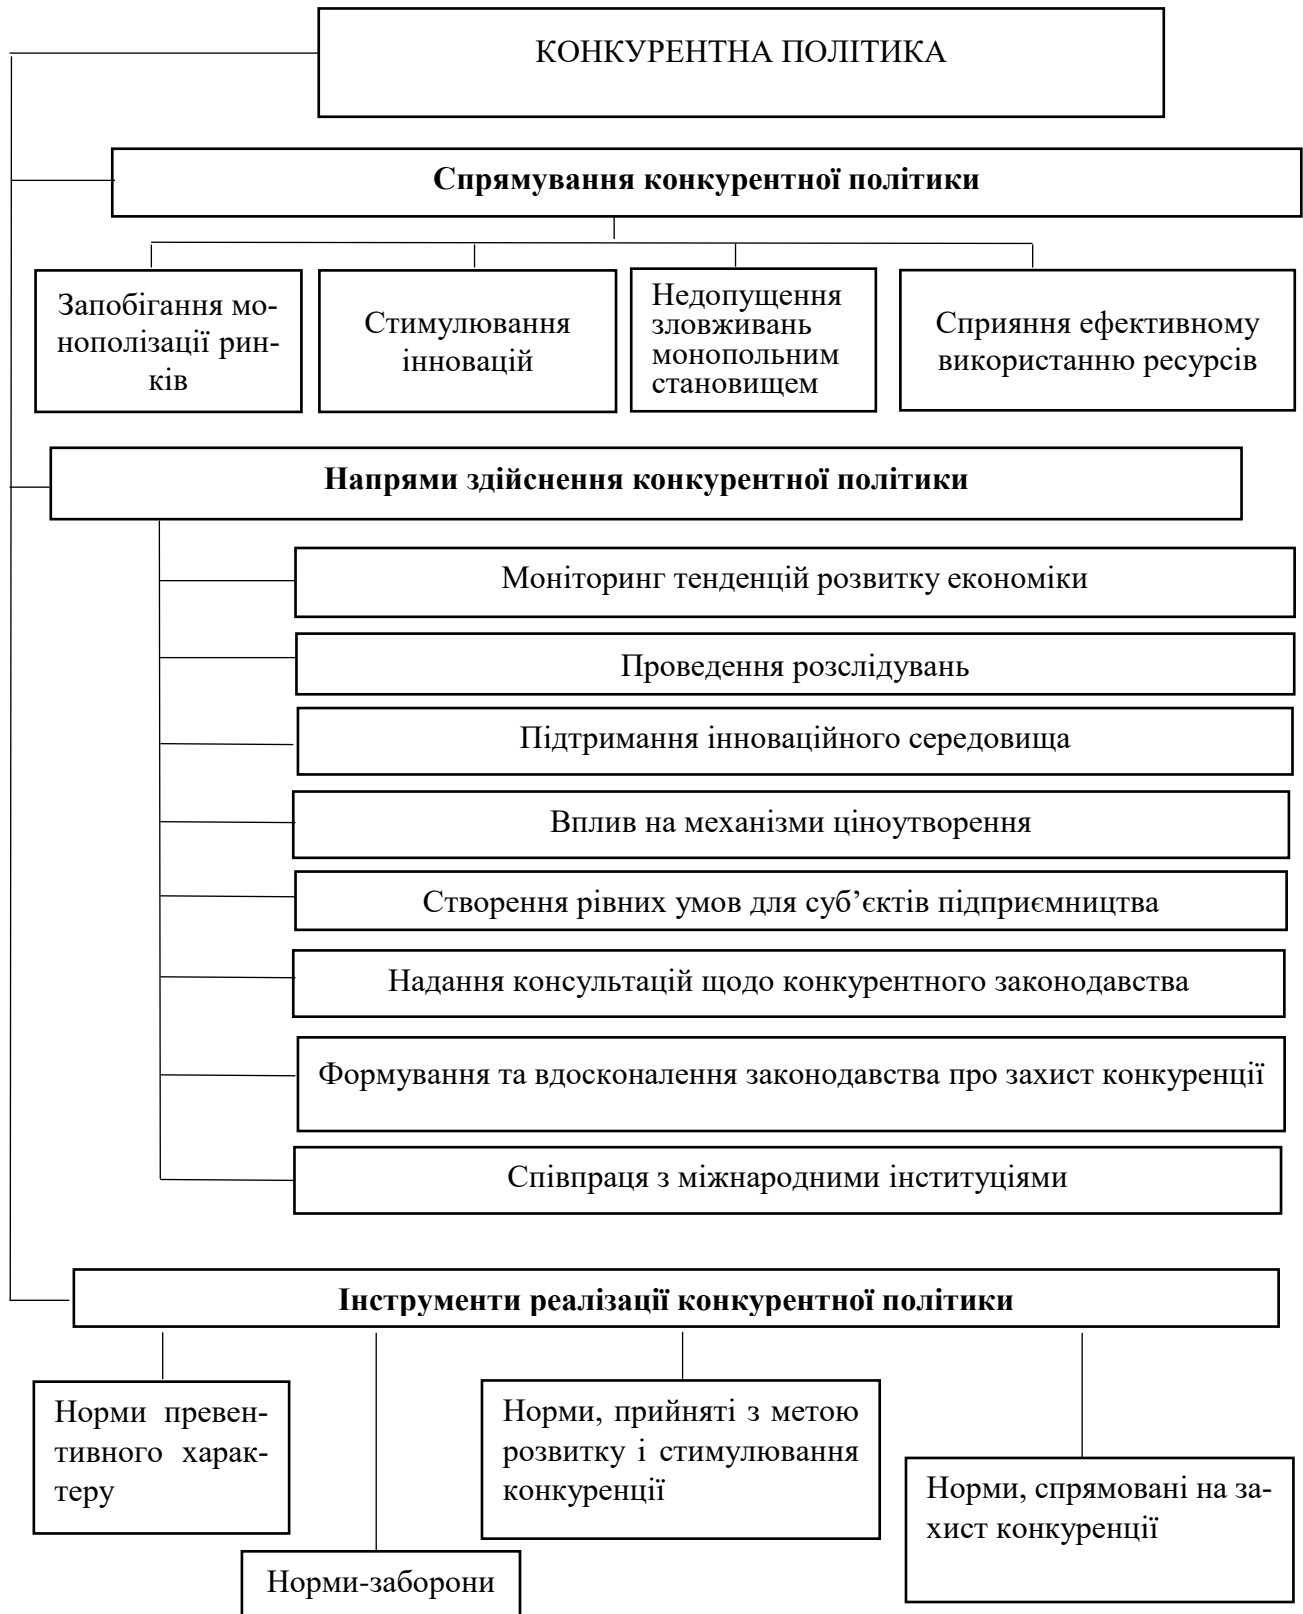 КОНКУРЕНТНА ПОЛІТИКА
Спрямування конкурентної політики
Запобігання мо-
нополізації рин-
ків
Стимулювання
інновацій
Недопущення
зловживань
монопольним
становищем
Сприяння ефективному
використанню ресурсів
Напрями здійснення конкурентної політики
Моніторинг тенденцій розвитку економіки
Проведення розслідувань
Підтримання інноваційного середовища
Вплив на механізми ціноутворення
Створення рівних умов для суб’єктів підприємництва
Надання консультацій щодо конкурентного законодавства
Формування та вдосконалення законодавства про захист конкуренції
Співпраця з міжнародними інституціями
Інструменти реалізації конкурентної політики
Норми превен-
тивного харак-
теру
Норми-заборони
Норми, прийняті з метою
розвитку і стимулювання
конкуренції
Норми, спрямовані на за-
хист конкуренції